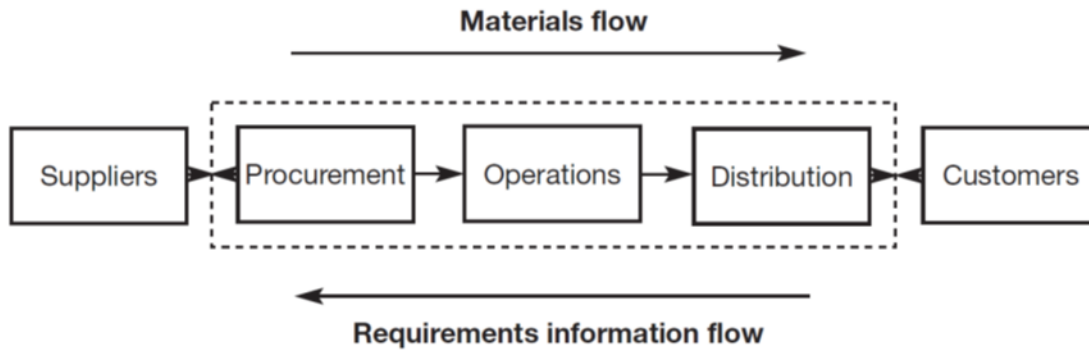 Materials flow
Suppliers Procurement Operations Distribution Customers
Requirements information flow